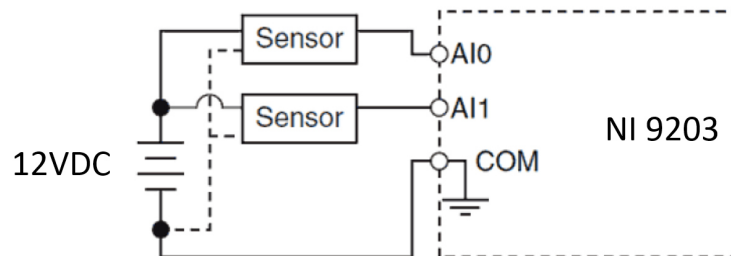 Sensor
AI0
Sensor
AI1
NI 9203
12VDC
COM